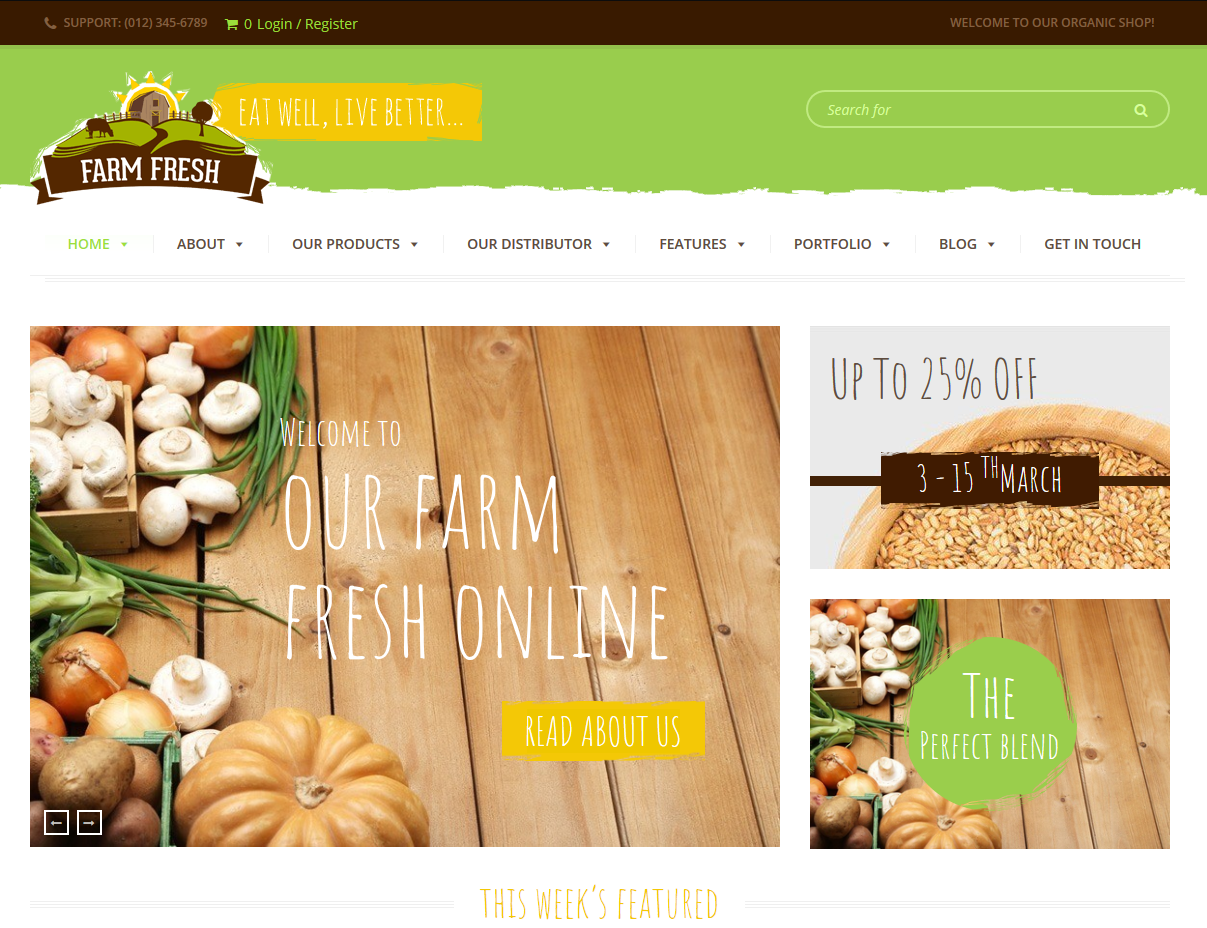 SUPPORT: (012) 345-6789 0 Login / Register WELCOME TO OUR ORGANIC SHOP!
EAT WELL, LIVE BETTER...
Search for
FARM FRESH
HOME ABOUT OUR PRODUCTS OUR DISTRIBUTOR FEATURES PORTFOLIO BLOG GET IN TOUCH
Welcome to
OUR FARM
FRESH ONLINE
READ ABOUT US
Up To 25% OFF
3 - 15 TH March
The
Perfect blend
THIS WEEK'S FEATURED